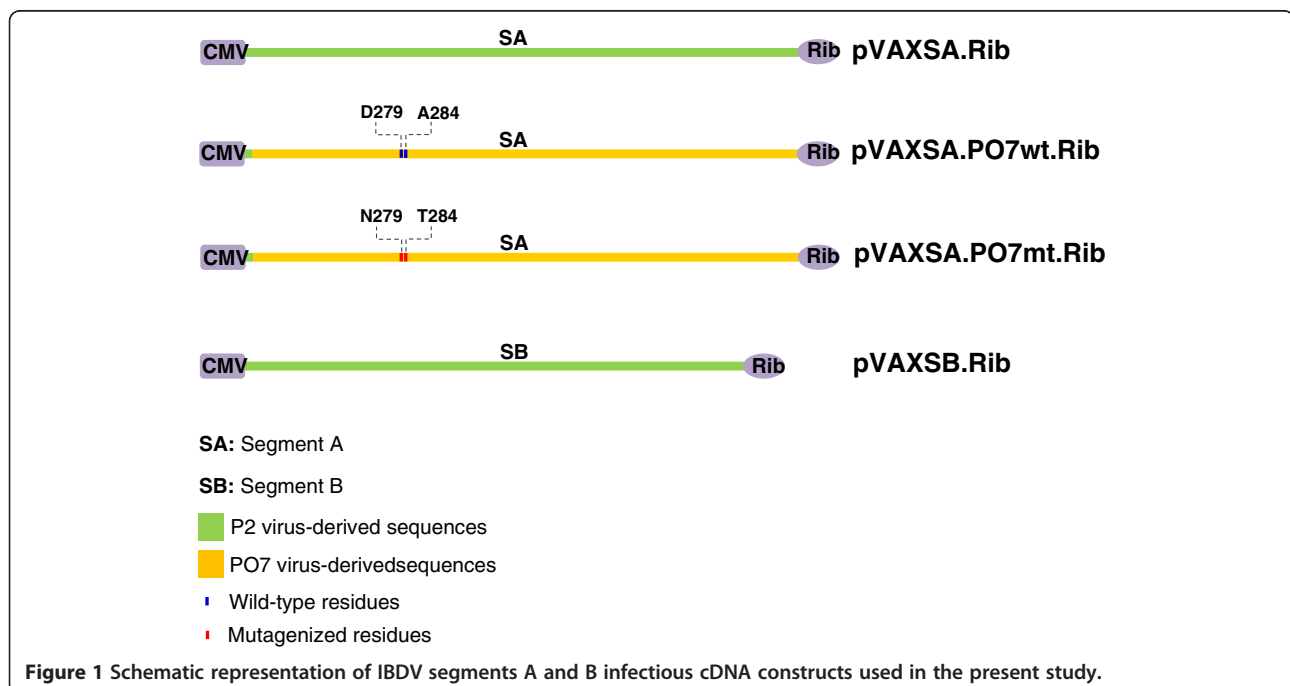 SA
CMV Rib pVAXSA.Rib
D279 A284
SA
CMV Rib pVAXSA.PO7wt.Rib
N279 T284
SA
CMV Rib pVAXSA.PO7mt.Rib
SB
CMV Rib pVAXSB.Rib
SA: Segment A
SB: Segment B
P2 virus-derived sequences
PO7 virus-derivedsequences
Wild-type residues
Mutagenized residues
Figure 1 Schematic representation of IBDV segments A and B infectious cDNA constructs used in the present study.